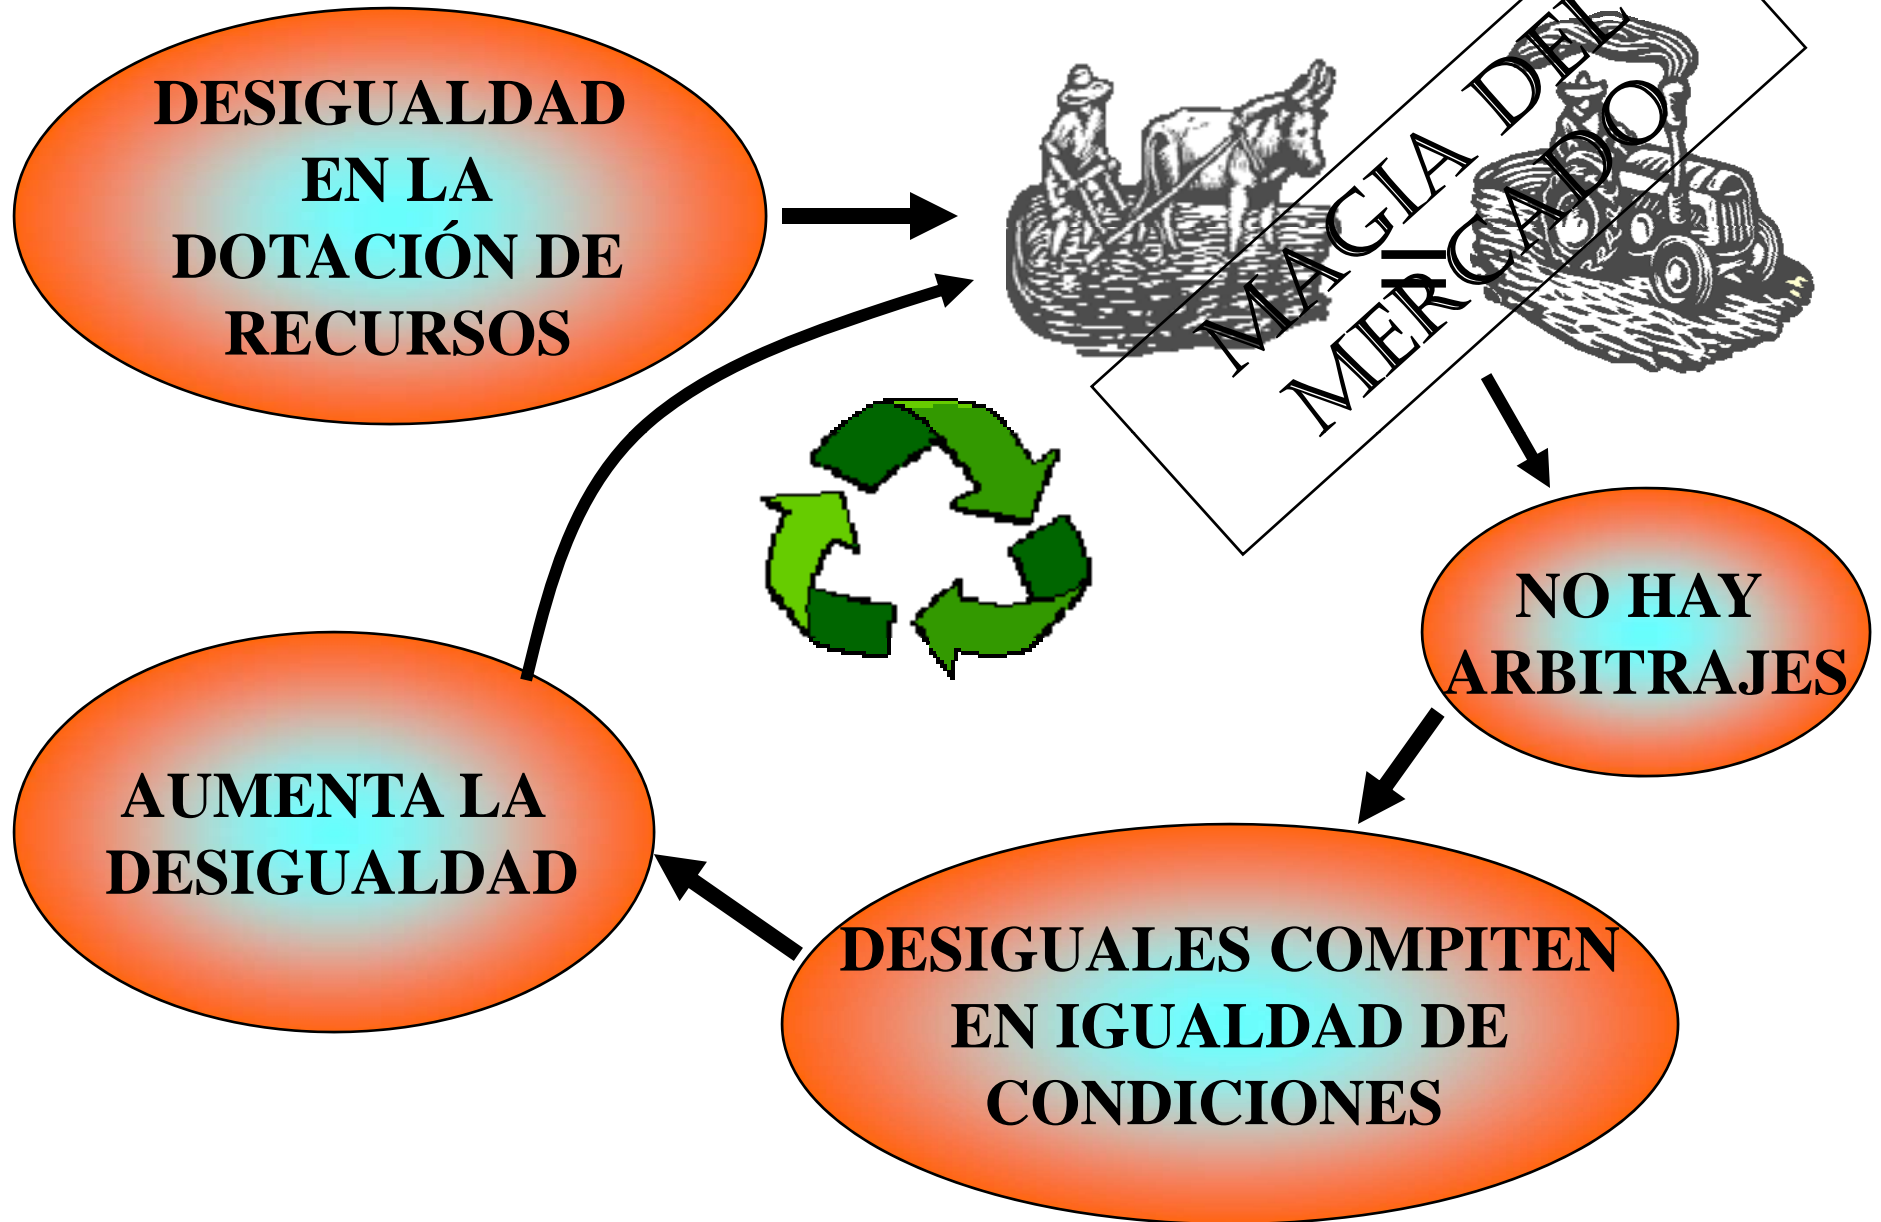 DESIGUALDAD
EN LA
DOTACIÓN DE
RECURSOS
MAGIA DEL
MERCADO
=
NO HAY
ARBITRAJES
DESIGUALES COMPITEN
EN IGUALDAD DE
CONDICIONES
AUMENTA LA
DESIGUALDAD